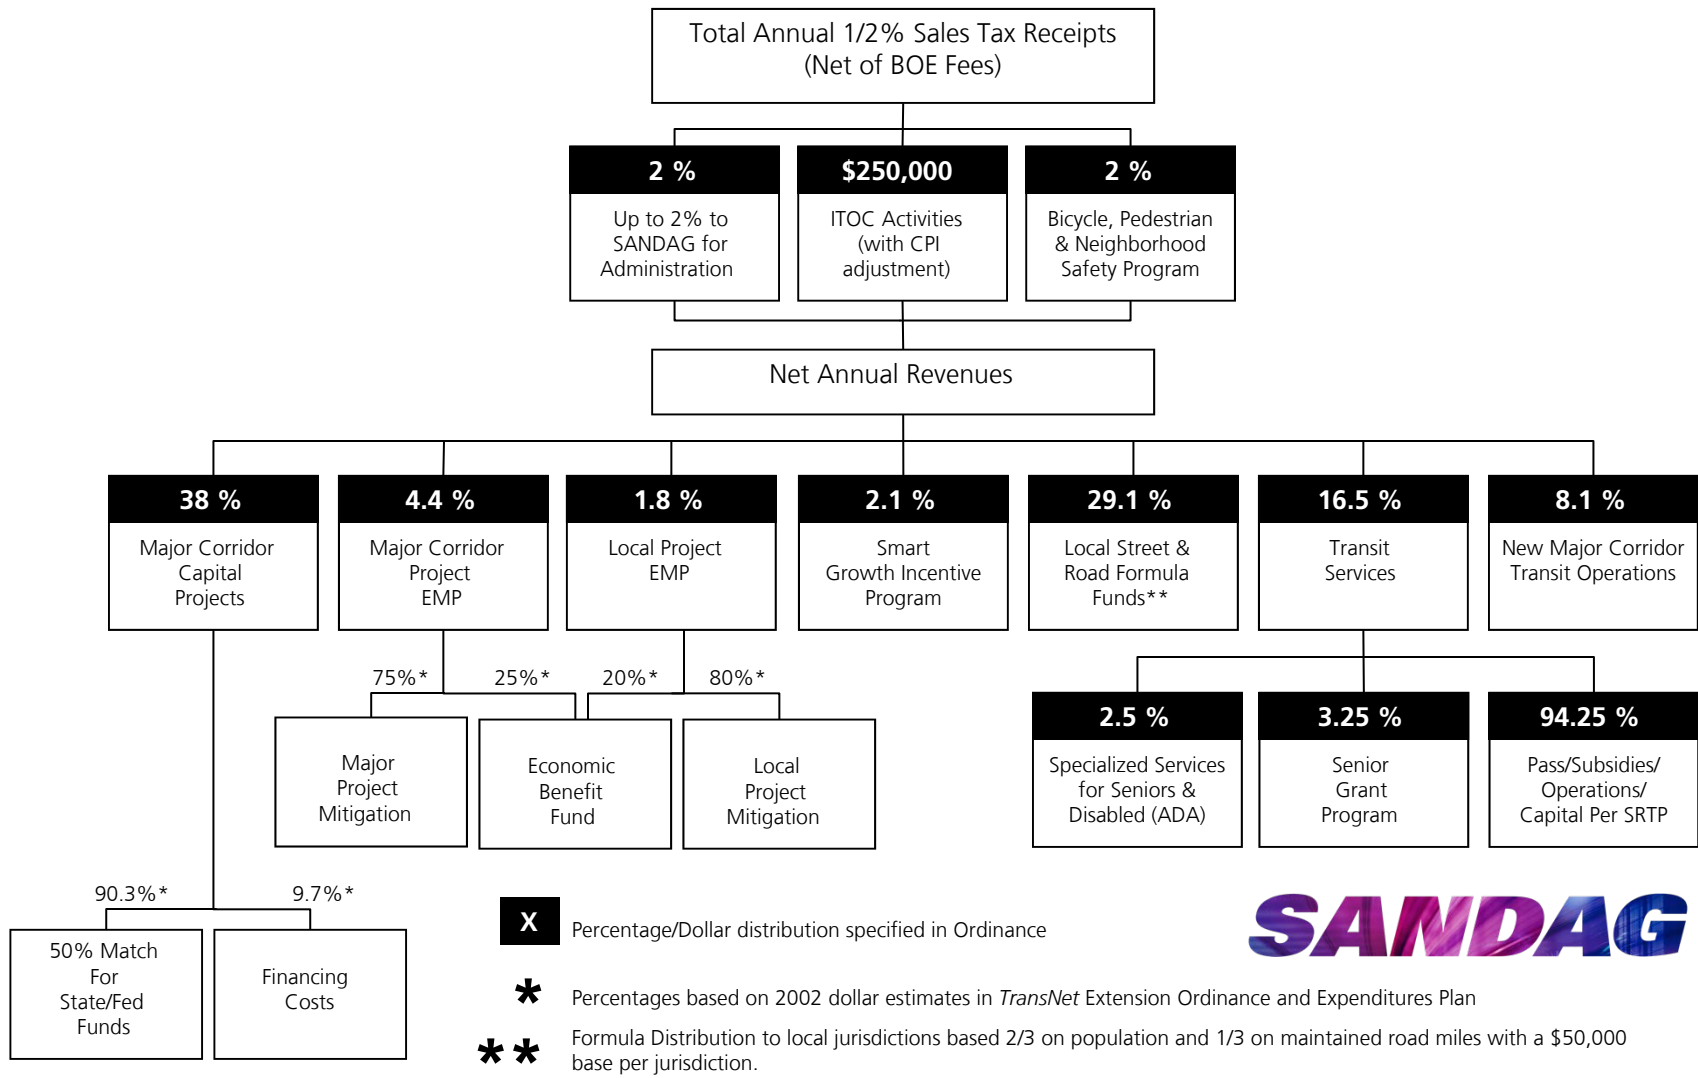 Total Annual 1/2% Sales Tax Receipts
(Net of BOE Fees)
2 %
Up to 2% to
SANDAG for
Administration
$250,000
ITOC Activities
(with CPI
adjustment)
2 %
Bicycle, Pedestrian
& Neighborhood
Safety Program
Net Annual Revenues
38 %
Major Corridor
Capital
Projects
4.4 %
Major Corridor
Project
EMP
1.8 %
Local Project
EMP
2.1 %
Smart
Growth Incentive
Program
29.1 %
Local Street &
Road Formula
Funds**
16.5 %
Transit
Services
8.1 %
New Major Corridor
Transit Operations
75%*
25%*
20%*
80%*
Major
Project
Mitigation
Economic
Benefit
Fund
Local
Project
Mitigation
2.5 %
Specialized Services
for Seniors &
Disabled (ADA)
3.25 %
Senior
Grant
Program
94.25 %
Pass/Subsidies/
Operations/
Capital Per SRTP
90.3%*
9.7%*
50% Match
For
State/Fed
Funds
Financing
Costs
X Percentage/Dollar distribution specified in Ordinance
SANDAG
* Percentages based on 2002 dollar estimates in TransNet Extension Ordinance and Expenditures Plan
** Formula Distribution to local jurisdictions based 2/3 on population and 1/3 on maintained road miles with a $50,000
base per jurisdiction.